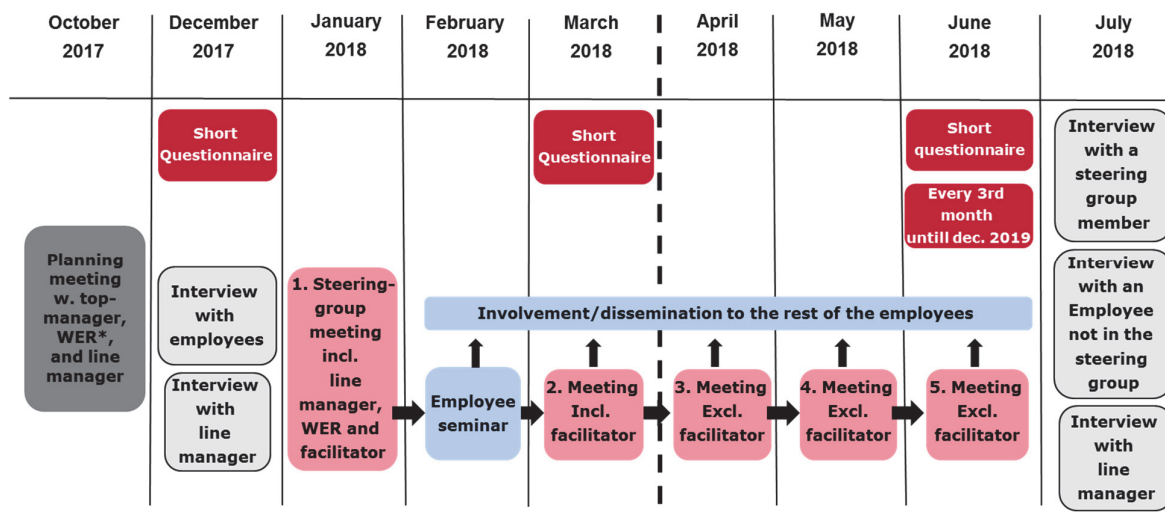 October
2017
December
2017
January
2018
February
2018
March
2018
April
2018
May
2018
June
2018
July
2018
Short
Questionnaire
Short
Questionnaire
Short
questionnaire
Every 3rd
month
untill dec. 2019
Interview
with a
steering
group
member
Planning
meeting
w. top-
manager,
WER*,
and line
manager
Interview
with
employees
Interview
with
line
manager
1. Steering-
group
meeting
incl.
line
manager,
WER and
facilitator
Involvement/dissemination to the rest of the employees
Employee
seminar
2. Meeting
Incl.
facilitator
3. Meeting
Excl.
facilitator
4. Meeting
Excl.
facilitator
5. Meeting
Excl.
facilitator
Interview
with an
Employee
not in the
steering
group
Interview
with
line
manager